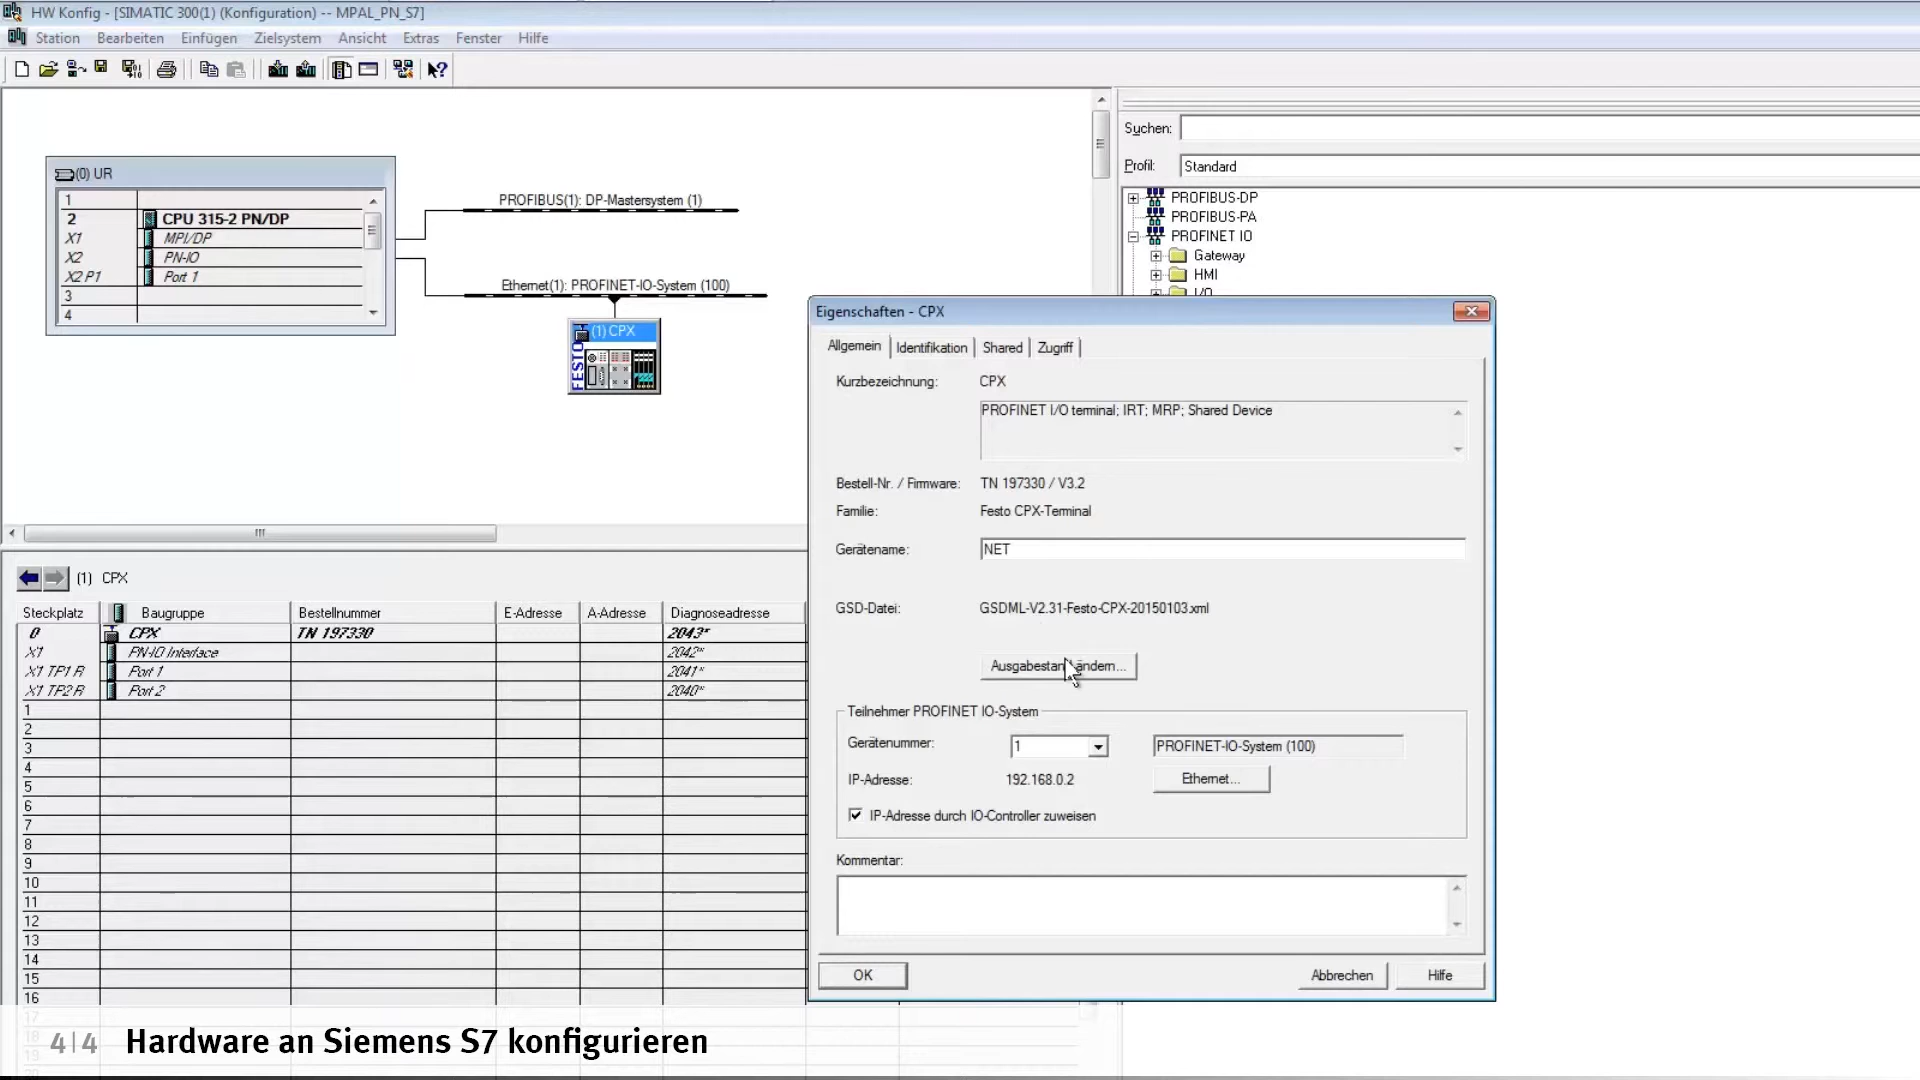 HW Konfig - [SIMATIC 300(1) (Konfiguration) -- MPAL_PN_S7]
Station Bearbeiten Einfügen Zielsystem Ansicht Extras Fenster Hilfe
Suchen:
Profil: Standard
(0) UR
1
2 CPU 315-2 PN/DP
X1 MPI/DP
X2 PN-IO
X2 P1 Port 1
3
4
PROFIBUS(1): DP-Mastersystem (1)
Ethernet(1): PROFINET-IO-System (100)
(1) CPX
FESTO
PROFIBUS-DP
PROFIBUS-PA
PROFINET IO
Gateway
HMI
I/O
Eigenschaften - CPX
Allgemein Identifikation Shared Zugriff
Kurzbezeichnung: CPX
PROFINET I/O terminal; IRT; MRP; Shared Device
Bestell-Nr. / Firmware: TN 197330 / V3.2
Familie: Festo CPX-Terminal
Gerätename: NET
GSD-Datei: GSDML-V2.31-Festo-CPX-20150103.xml
Ausgabestand ändern...
Teilnehmer PROFINET IO-System
Gerätenummer: 1 PROFINET-IO-System (100)
IP-Adresse: 192.168.0.2 Ethernet...
IP-Adresse durch IO-Controller zuweisen
Kommentar:
OK Abbrechen Hilfe
(1) CPX
Steckplatz Baugruppe Bestellnummer E-Adresse A-Adresse Diagnoseadresse
0 CPX TN 197330 2043*
X1 PN-IO Interface 2042*
X1 TP1 R Port 1 2041*
X1 TP2 R Port 2 2040*
1
2
3
4
5
6
7
8
9
10
11
12
13
14
15
16
17
18
19
4|4 Hardware an Siemens S7 konfigurieren